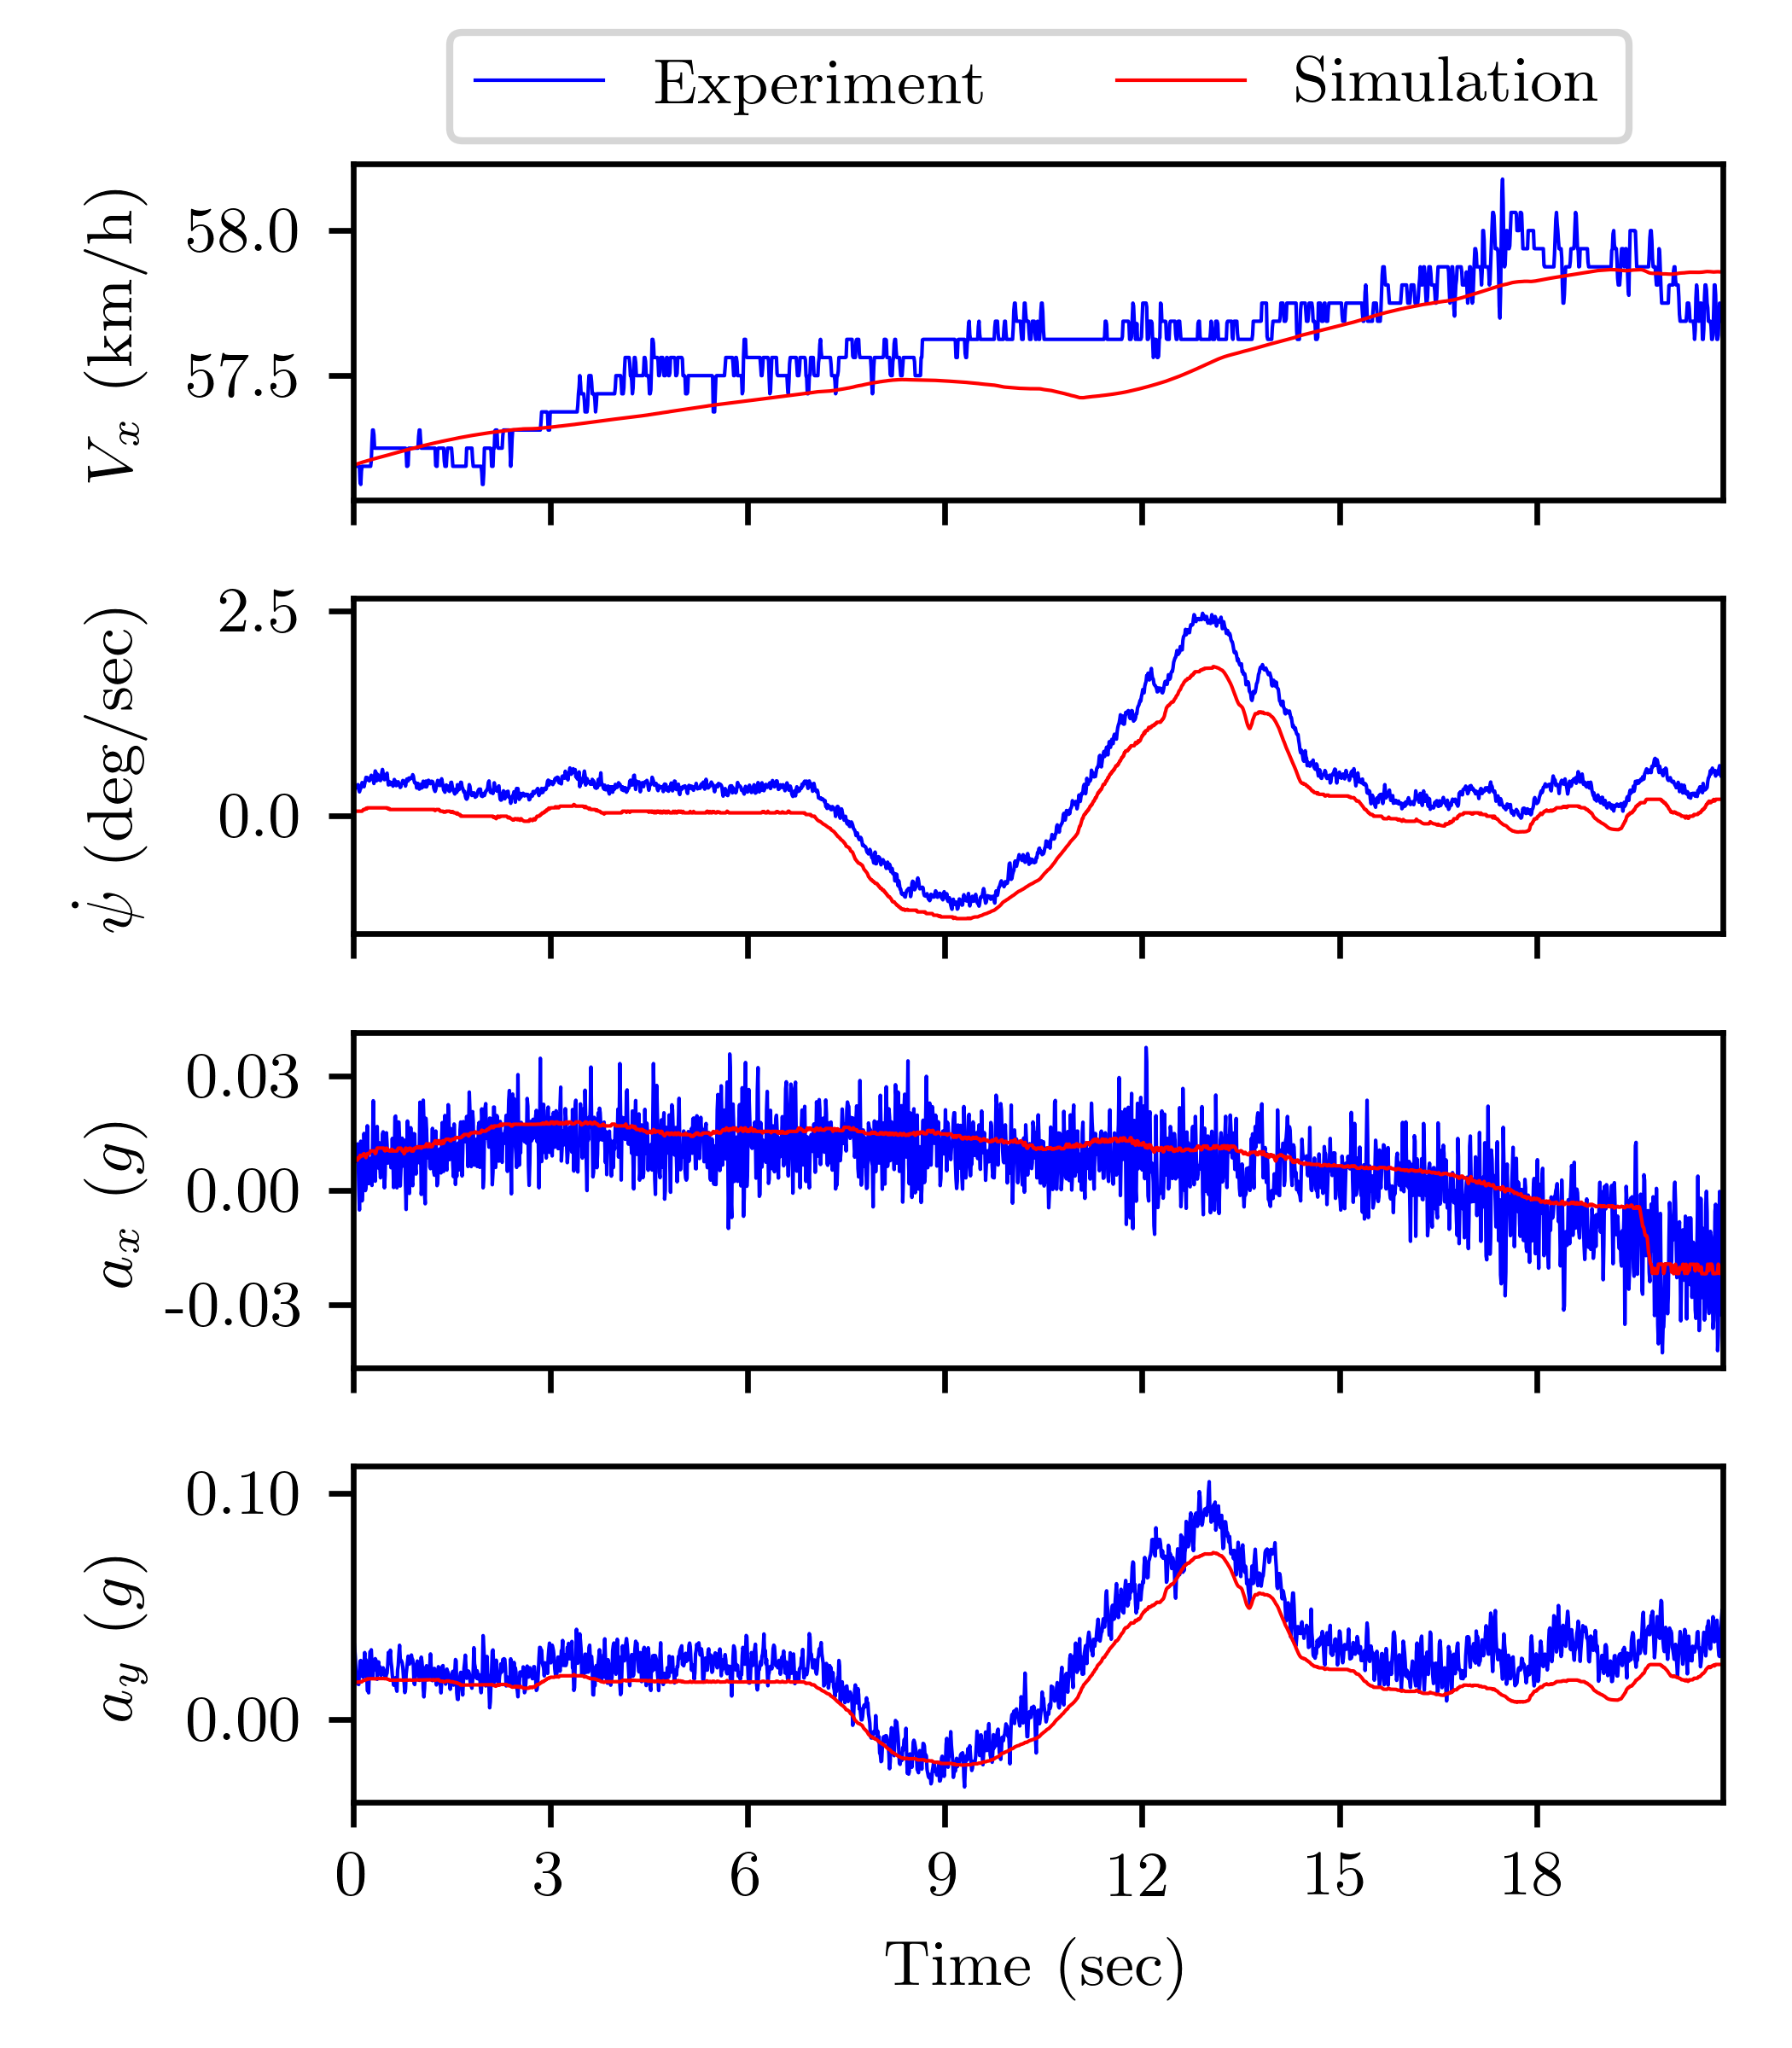 Experiment Simulation
V_x (km/h)
58.0
57.5
ψ̇ (deg/sec)
2.5
0.0
a_x (g)
0.03
0.00
-0.03
a_y (g)
0.10
0.00
0 3 6 9 12 15 18
Time (sec)